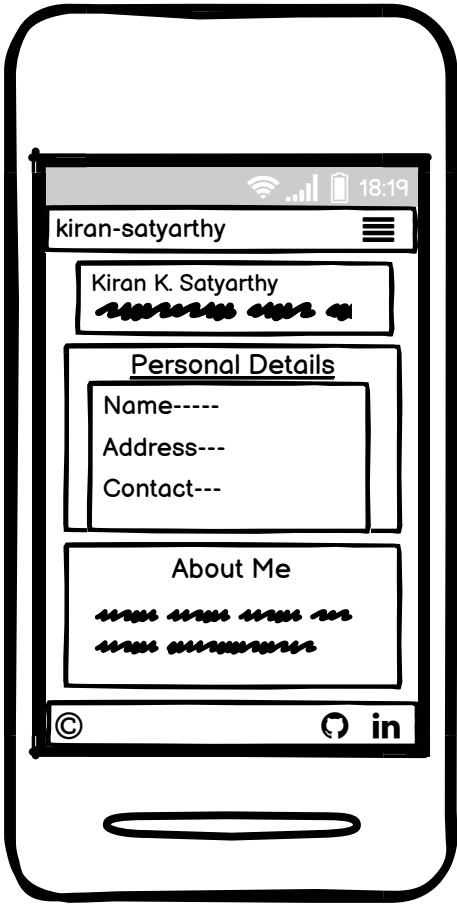 18:19
kiran-satyarthy
Kiran K. Satyarthy
Personal Details
Name-----
Address---
Contact---
About Me
©
in